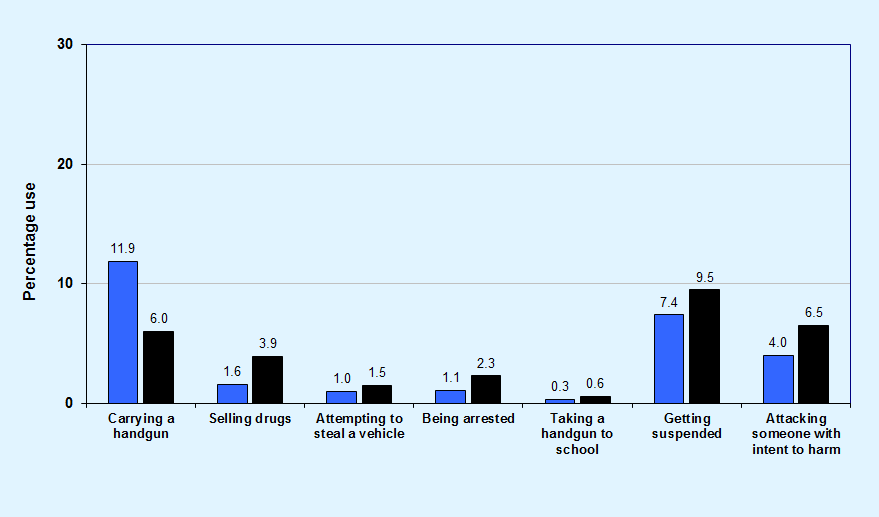 30
20
10
0
Percentage use
11.9
6.0
1.6
3.9
1.0
1.5
1.1
2.3
0.3
0.6
7.4
9.5
4.0
6.5
Carrying a
handgun
Selling drugs
Attempting to
steal a vehicle
Being arrested
Taking a
handgun to
school
Getting
suspended
Attacking
someone with
intent to harm